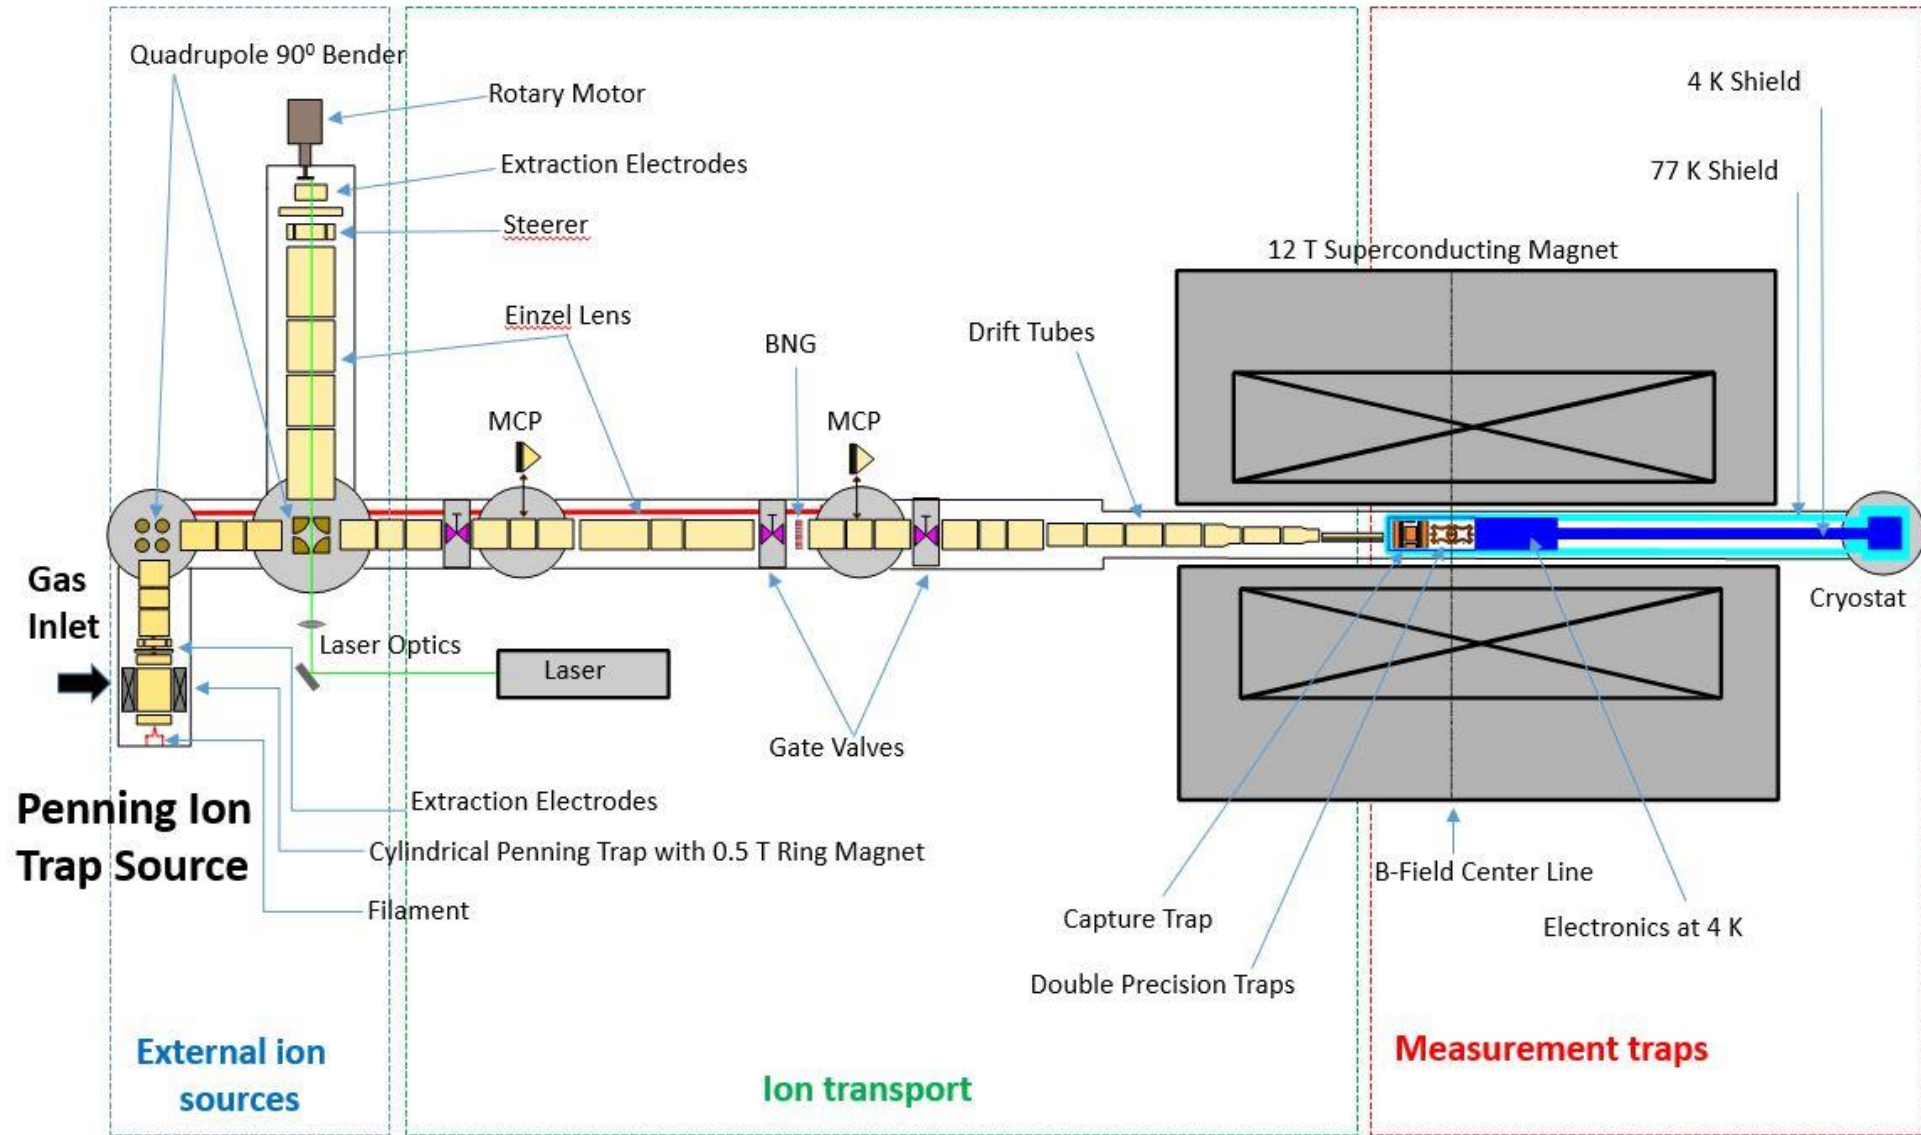 Quadrupole 90⁰ Bender
Rotary Motor
Extraction Electrodes
Steerer
Einzel Lens
BNG
Drift Tubes
MCP
MCP
4 K Shield
77 K Shield
12 T Superconducting Magnet
Cryostat
Gas
Inlet
Laser Optics
Laser
Gate Valves
Penning Ion
Trap Source
Extraction Electrodes
Cylindrical Penning Trap with 0.5 T Ring Magnet
Filament
B-Field Center Line
Capture Trap
Electronics at 4 K
Double Precision Traps
External ion
sources
Ion transport
Measurement traps